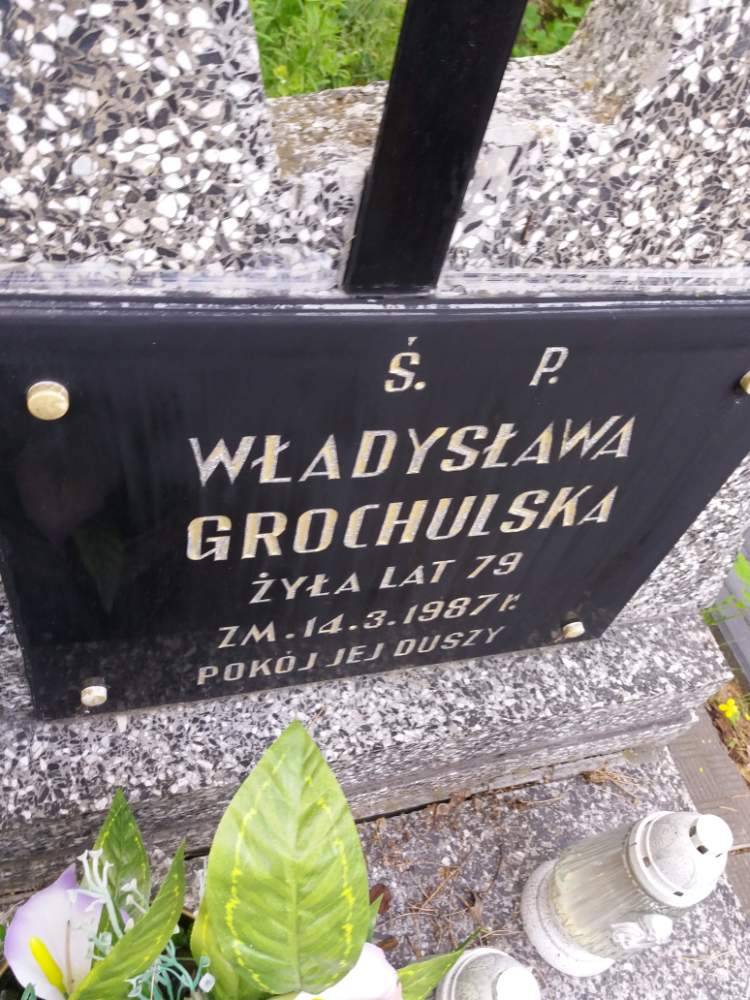 Ś. P.
WŁADYSŁAWA
GROCHULSKA
ŻYŁA LAT 79
ZM. 14.3.1987 r.
POKÓJ JEJ DUSZY